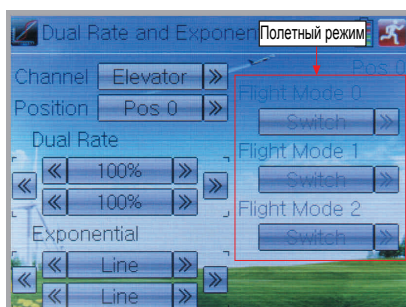 Dual Rate and Exponen
Полетный режим
Pos 0
Channel Elevator
Position Pos 0
Dual Rate
100%
100%
Exponential
Line
Line
Flight Mode 0
Switch
Flight Mode 1
Switch
Flight Mode 2
Switch